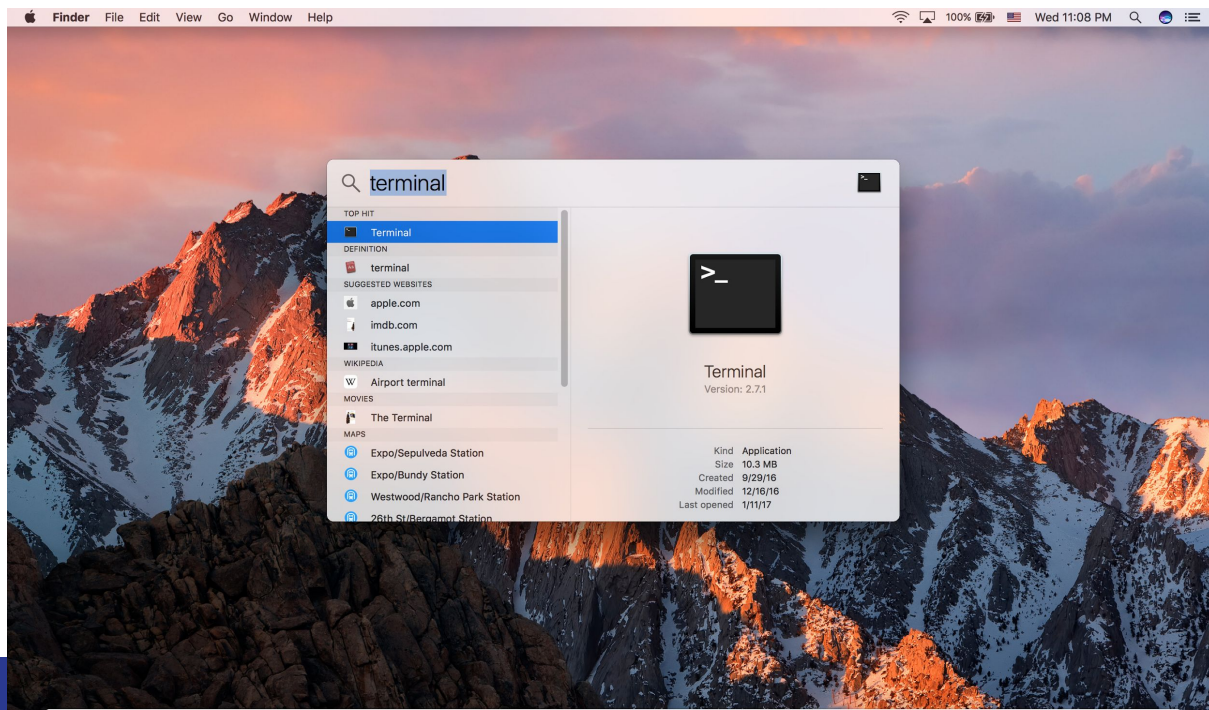 Finder File Edit View Go Window Help 100% Wed 11:08 PM
terminal
TOP HIT
Terminal
DEFINITION
terminal
SUGGESTED WEBSITES
apple.com
imdb.com
itunes.apple.com
WIKIPEDIA
W Airport terminal
MOVIES
The Terminal
MAPS
Expo/Sepulveda Station
Expo/Bundy Station
Westwood/Rancho Park Station
26th St/Bergamot Station
>_
Terminal
Version: 2.7.1
Kind Application
Size 10.3 MB
Created 9/29/16
Modified 12/16/16
Last opened 1/11/17